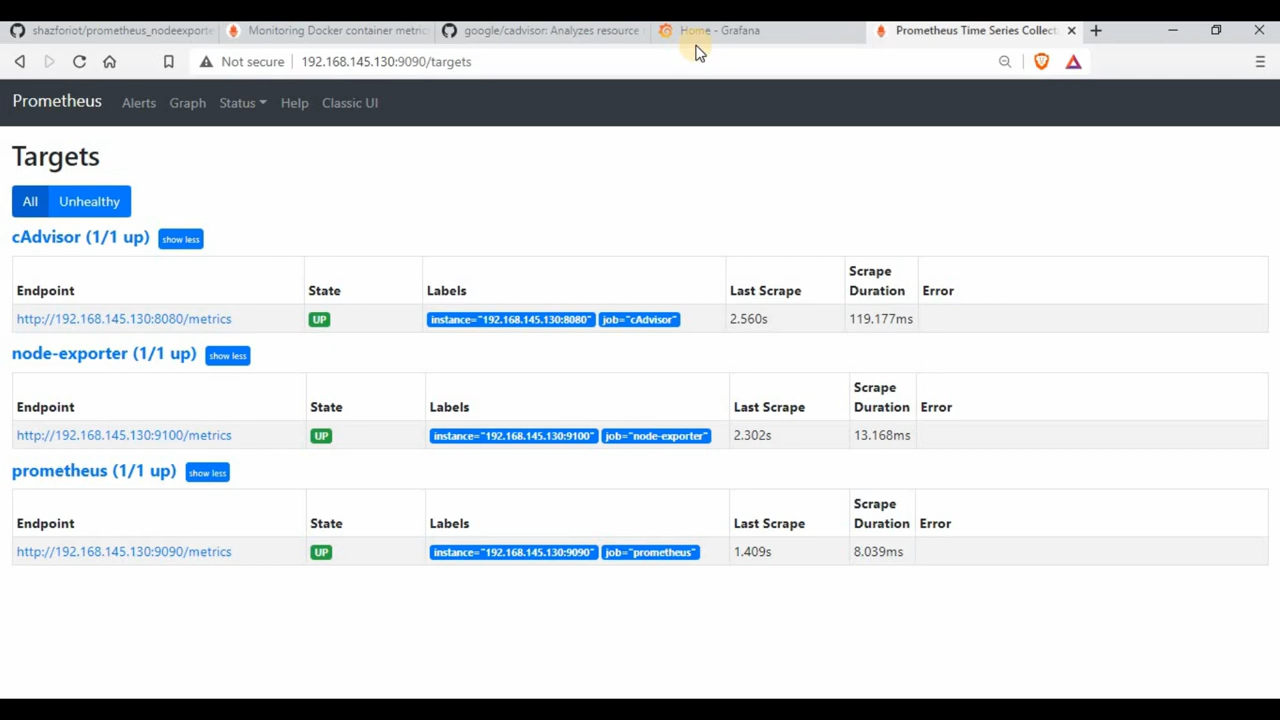 shazforiot/prometheus_nodeexporte
Monitoring Docker container metric
google/cadvisor: Analyzes resource
Home - Grafana
Prometheus Time Series Collect
Not secure
192.168.145.130:9090/targets
Prometheus
Alerts
Graph
Status
Help
Classic UI
Targets
All
Unhealthy
cAdvisor (1/1 up)
show less
Endpoint
State
Labels
Last Scrape
Scrape
Duration
Error
http://192.168.145.130:8080/metrics
UP
instance="192.168.145.130:8080"
job="cAdvisor"
2.560s
119.177ms
node-exporter (1/1 up)
show less
Endpoint
State
Labels
Last Scrape
Scrape
Duration
Error
http://192.168.145.130:9100/metrics
UP
instance="192.168.145.130:9100"
job="node-exporter"
2.302s
13.168ms
prometheus (1/1 up)
show less
Endpoint
State
Labels
Last Scrape
Scrape
Duration
Error
http://192.168.145.130:9090/metrics
UP
instance="192.168.145.130:9090"
job="prometheus"
1.409s
8.039ms